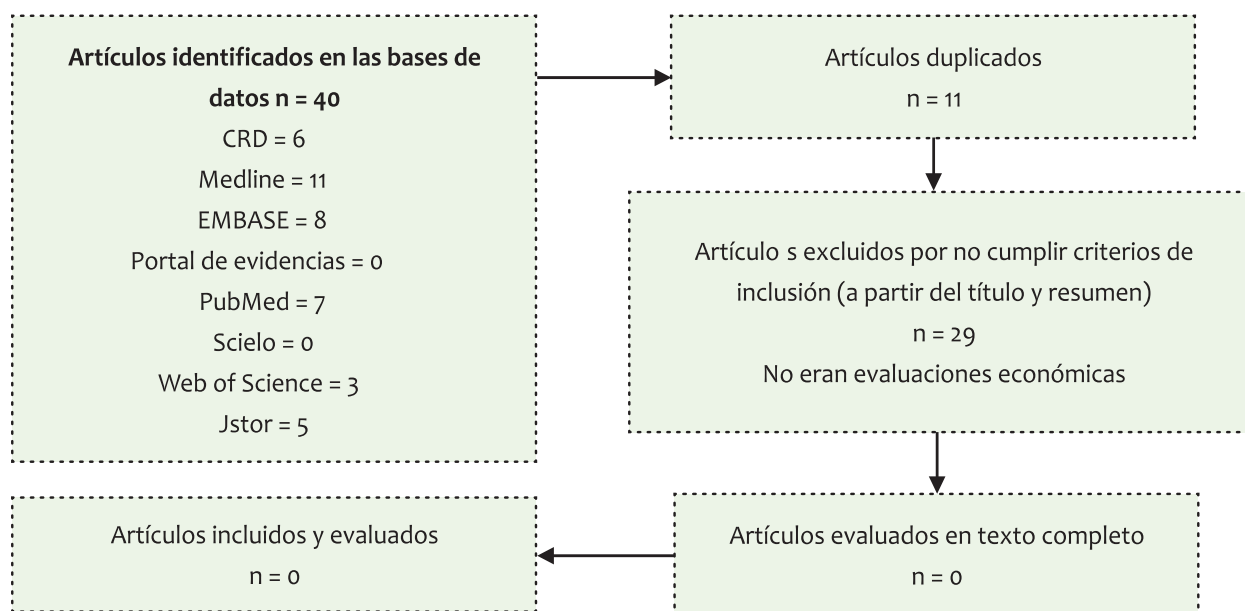 Artículos identificados en las bases de
datos n = 40
CRD = 6
Medline = 11
EMBASE = 8
Portal de evidencias = 0
PubMed = 7
Scielo = 0
Web of Science = 3
Jstor = 5
Artículos duplicados
n = 11
Artículo s excluidos por no cumplir criterios de
inclusión (a partir del título y resumen)
n = 29
No eran evaluaciones económicas
Artículos evaluados en texto completo
n = 0
Artículos incluidos y evaluados
n = 0